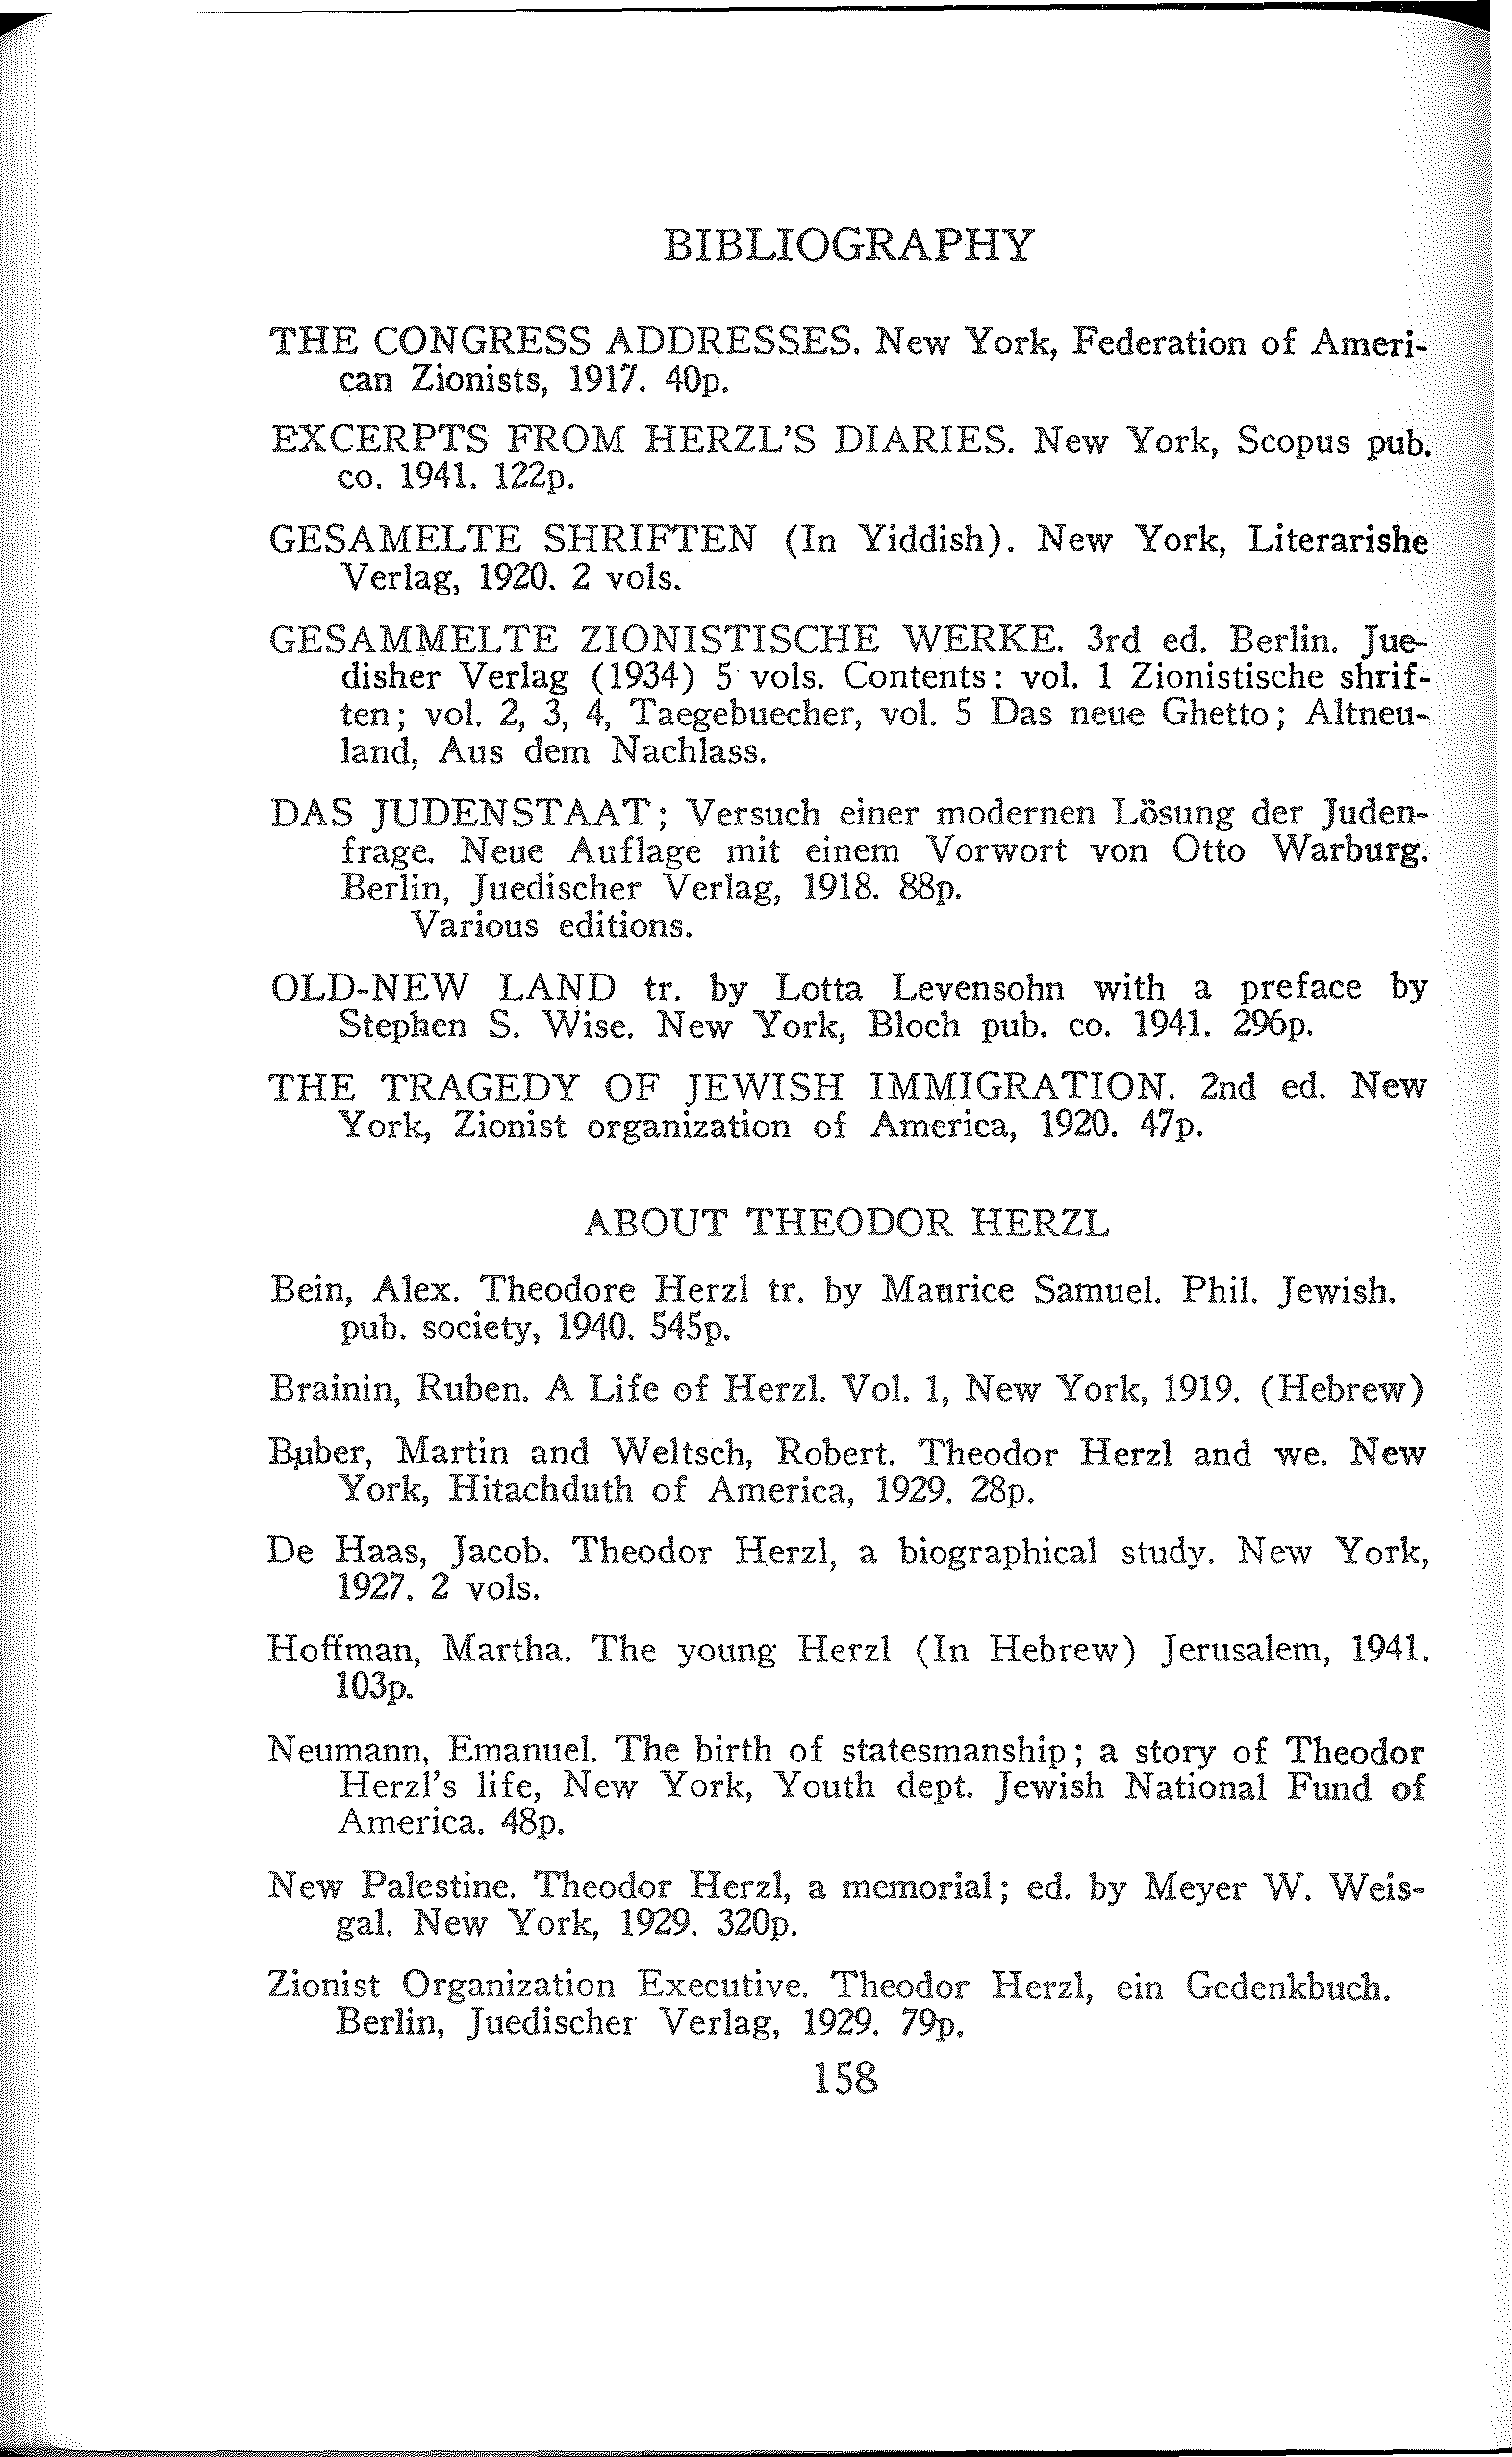 BIBLIOGRAPHY
THE CONGRESS ADDRESSES. New York, Federation of Ameri-
can Zionists, 1917. 40p.
EXCERPTS FROM HERZL'S DIARIES. New York, Scopus pub.
co. 1941. 122p.
GESAMELTE SHRIFTEN (In Yiddish). New York, Literarishe
Verlag, 1920. 2 vols.
GESAMMELTE ZIONISTISCHE WERKE. 3rd ed. Berlin. Jue-
disher Verlag (1934) 5 vols. Contents: vol. 1 Zionistische shrif-
ten; vol. 2, 3, 4, Taegebuecher, vol. 5 Das neue Ghetto; Altneu-
land, Aus dem Nachlass.
DAS JUDENSTAAT; Versuch einer modernen Lösung der Juden-
frage. Neue Auflage mit einem Vorwort von Otto Warburg.
Berlin, Juedischer Verlag, 1918. 88p.
Various editions.
OLD-NEW LAND tr. by Lotta Levensohn with a preface by
Stephen S. Wise. New York, Bloch pub. co. 1941. 296p.
THE TRAGEDY OF JEWISH IMMIGRATION. 2nd ed. New
York, Zionist organization of America, 1920. 47p.
ABOUT THEODOR HERZL
Bein, Alex. Theodore Herzl tr. by Maurice Samuel. Phil. Jewish.
pub. society, 1940. 545p.
Brainin, Ruben. A Life of Herzl. Vol. 1, New York, 1919. (Hebrew)
Buber, Martin and Weltsch, Robert. Theodor Herzl and we. New
York, Hitachduth of America, 1929. 28p.
De Haas, Jacob. Theodor Herzl, a biographical study. New York,
1927. 2 vols.
Hoffman, Martha. The young Herzl (In Hebrew) Jerusalem, 1941.
103p.
Neumann, Emanuel. The birth of statesmanship; a story of Theodor
Herzl's life, New York, Youth dept. Jewish National Fund of
America. 48p.
New Palestine. Theodor Herzl, a memorial; ed. by Meyer W. Weis-
gal. New York, 1929. 320p.
Zionist Organization Executive. Theodor Herzl, ein Gedenkbuch.
Berlin, Juedischer Verlag, 1929. 79p.
158